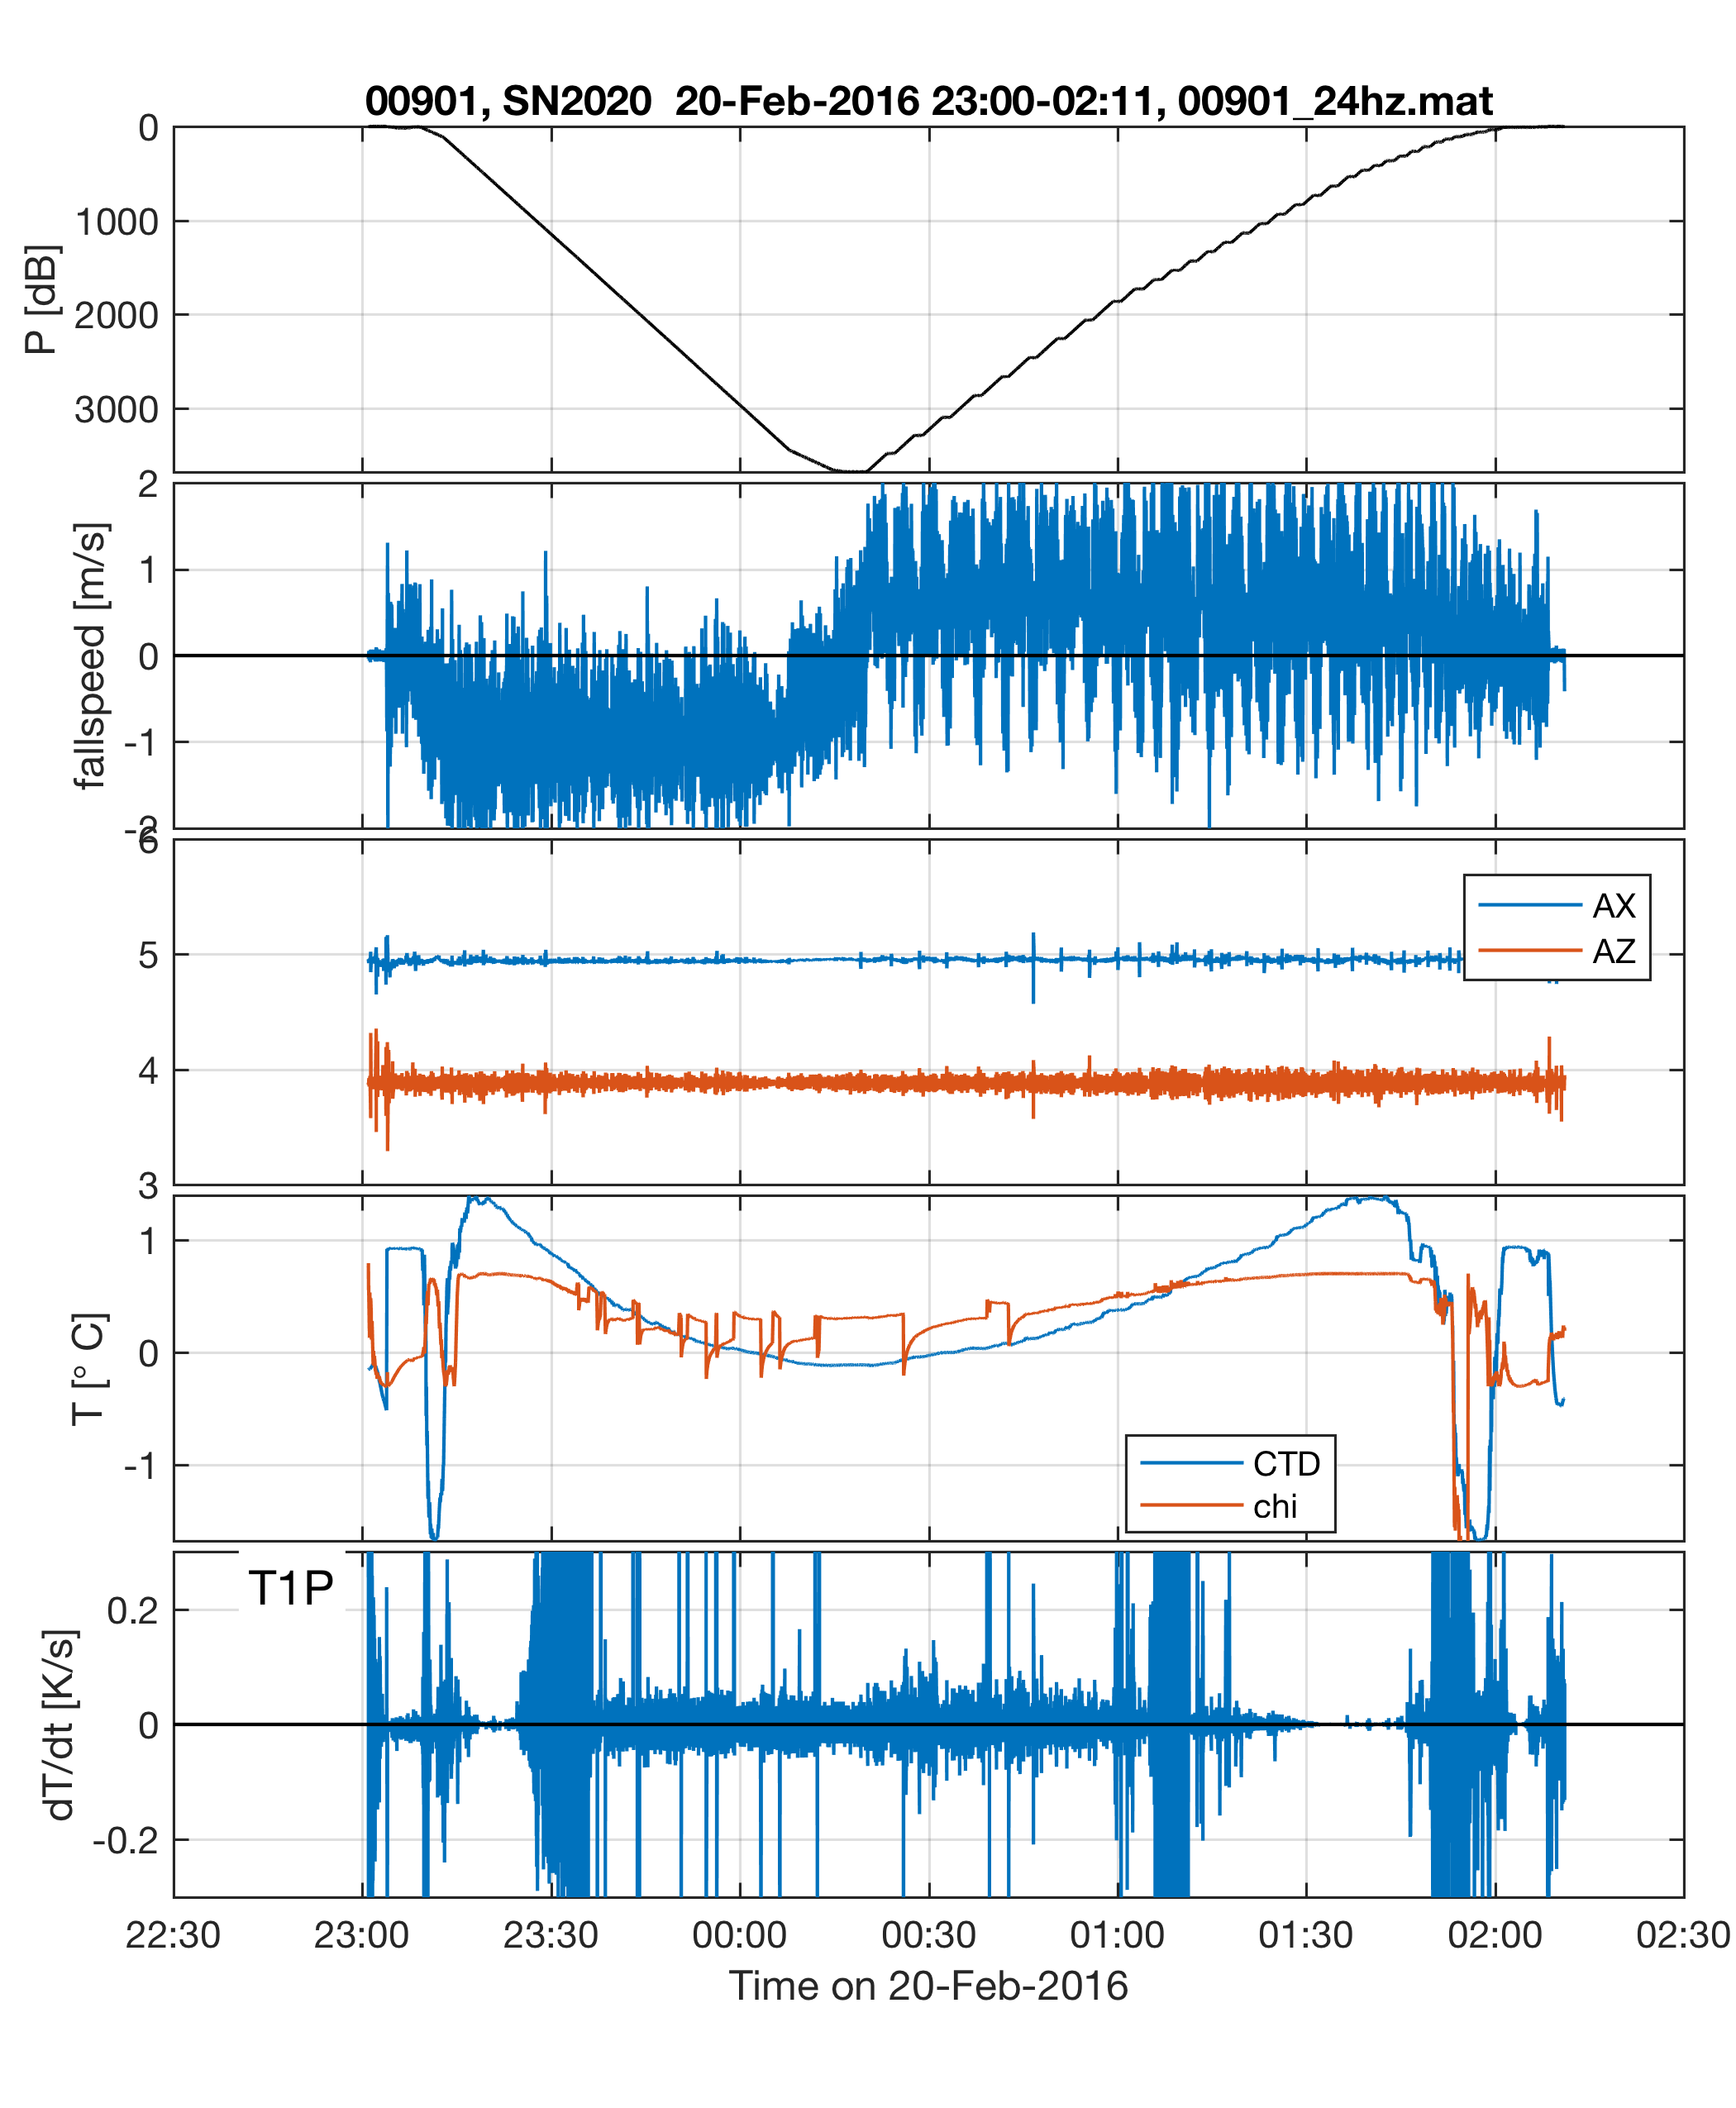 00901, SN2020  20-Feb-2016 23:00-02:11, 00901_24hz.mat
P [dB]
0
1000
2000
3000
fallspeed [m/s]
2
1
0
-1
-2
6
5
4
3
AX
AZ
T [° C]
1
0
-1
CTD
chi
T1P
dT/dt [K/s]
0.2
0
-0.2
22:30 23:00 23:30 00:00 00:30 01:00 01:30 02:00 02:30
Time on 20-Feb-2016